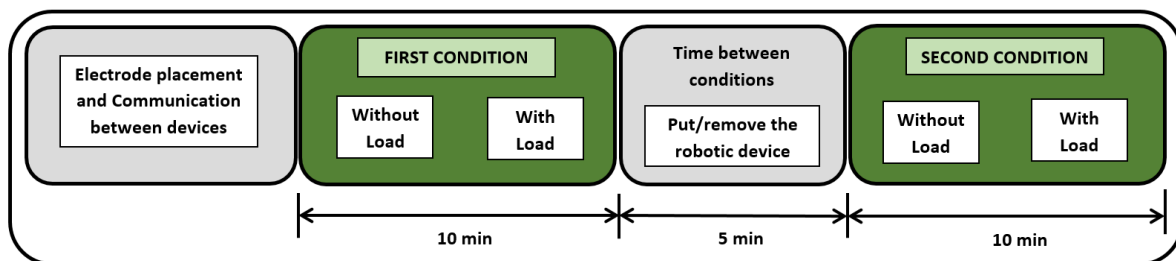 Electrode placement
and Communication
between devices
FIRST CONDITION
Without
Load
With
Load
Time between
conditions
Put/remove the
robotic device
SECOND CONDITION
Without
Load
With
Load
10 min
5 min
10 min